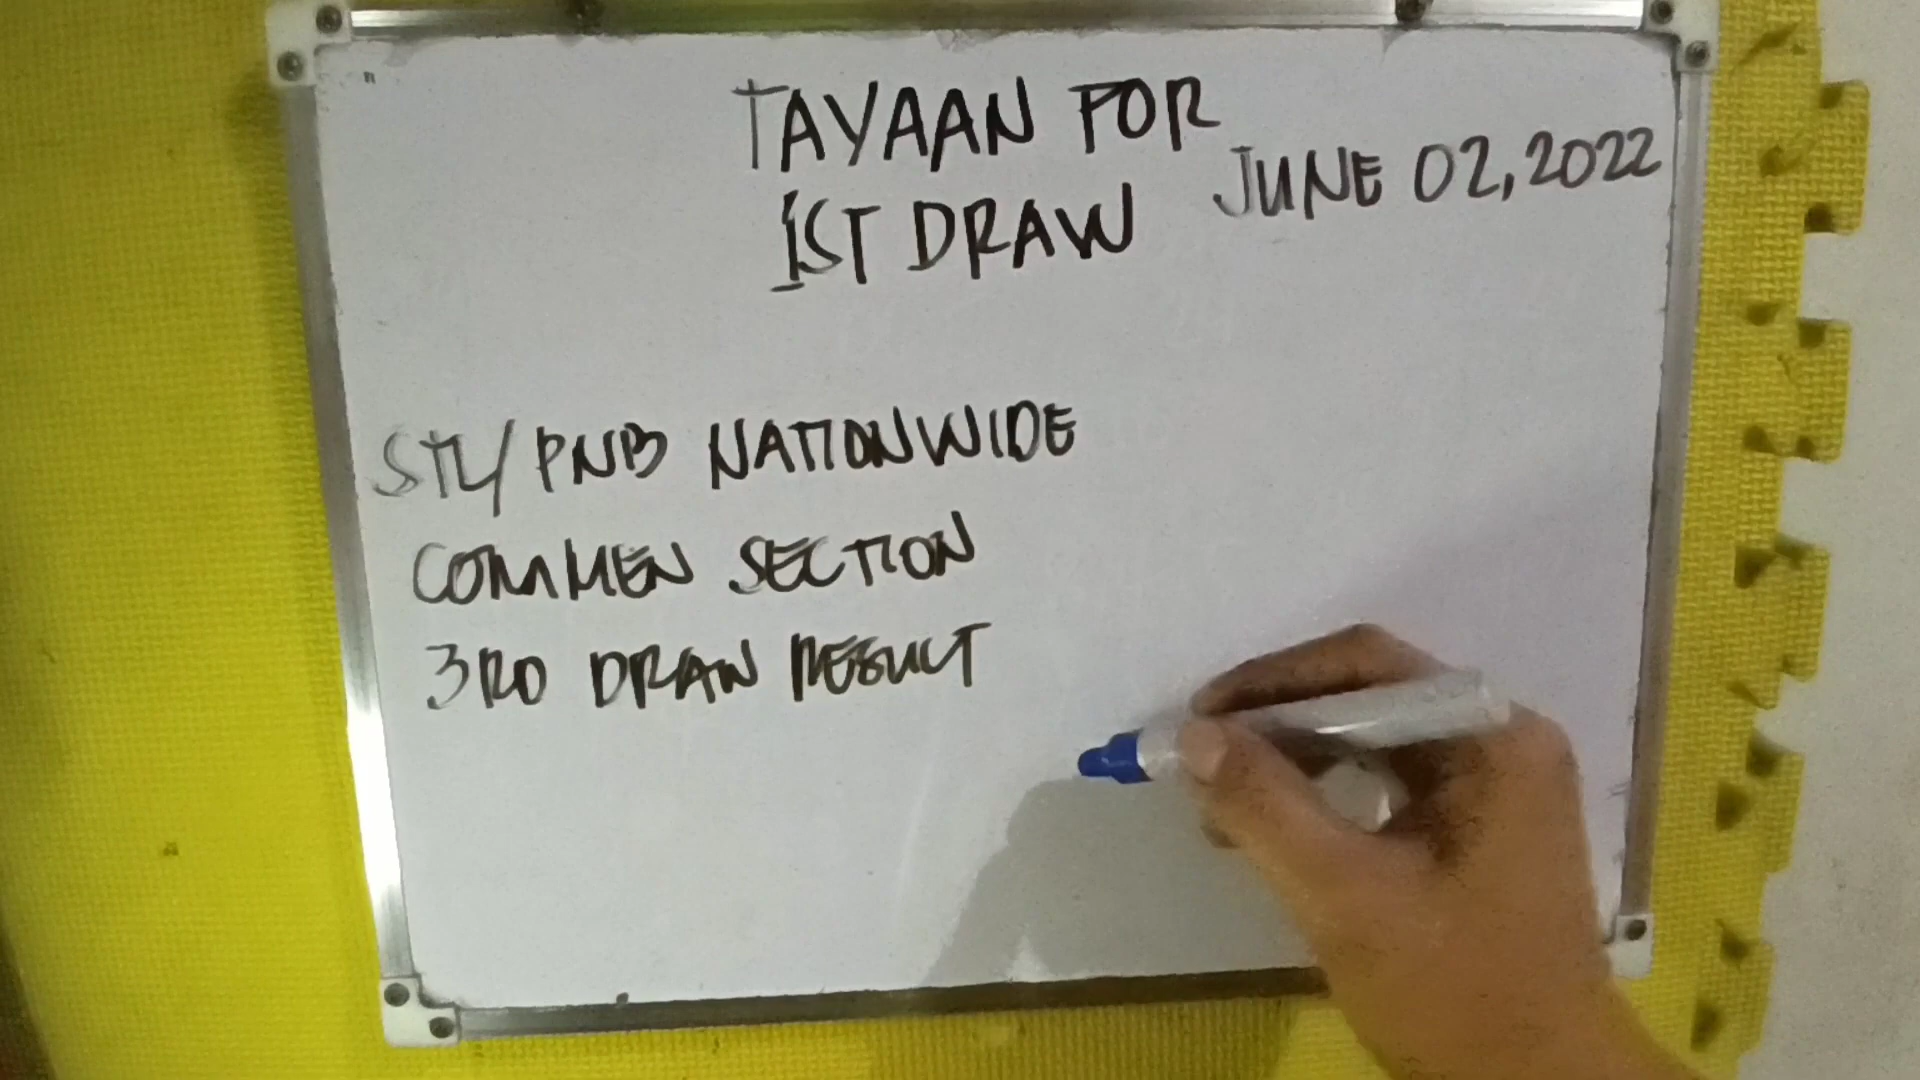 TAYAAN FOR
1ST DRAW JUNE 02, 2022
STL/PNB NATIONWIDE
COMMEN SECTION
3RD DRAW RESULT